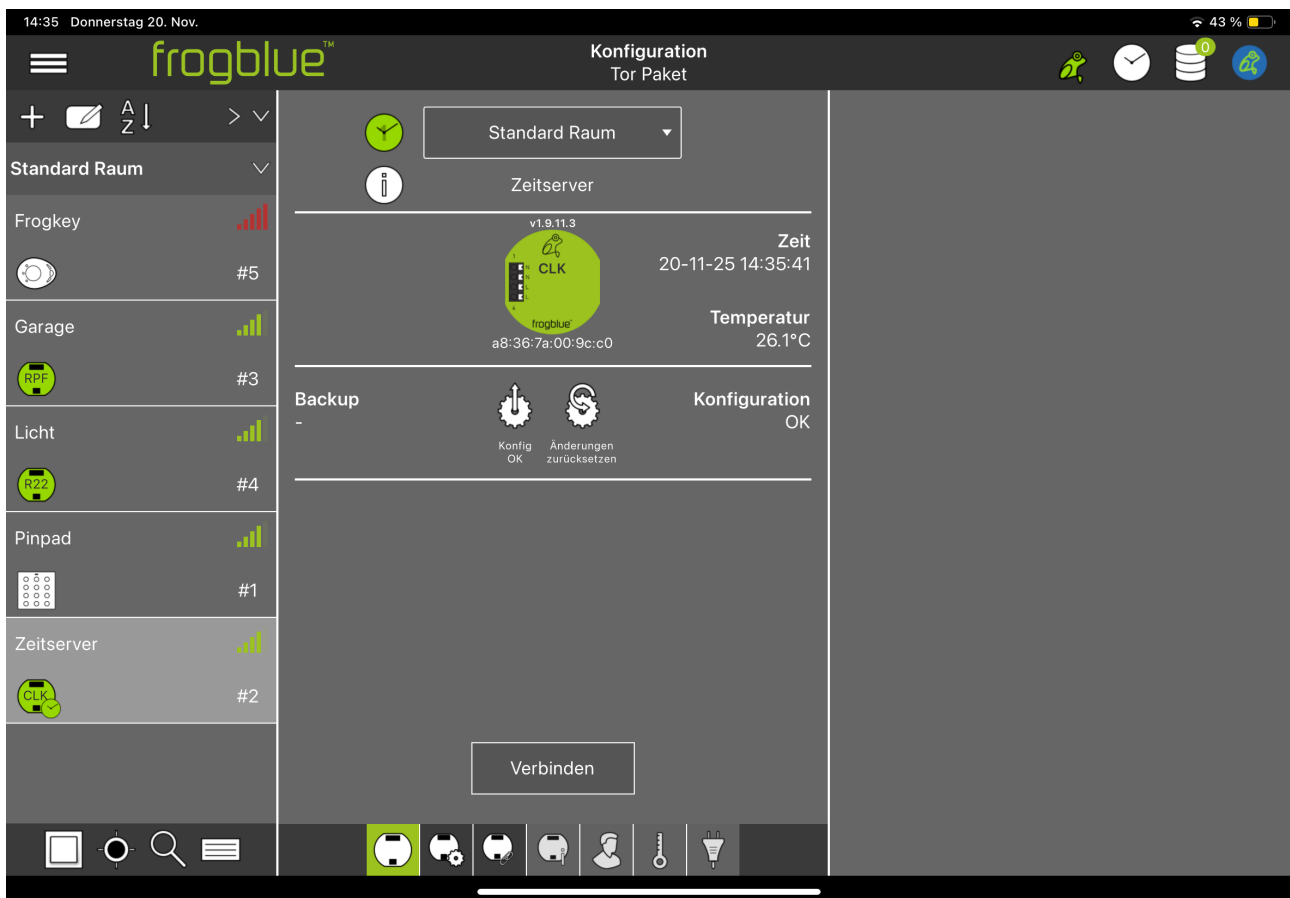 14:35 Donnerstag 20. Nov.
43 %
frogblue™
Konfiguration
Tor Paket
0
A
Z
Standard Raum
Frogkey
#5
Garage
RPF
#3
Licht
R22
#4
Pinpad
#1
Zeitserver
CLK
#2
Standard Raum
Zeitserver
v1.9.11.3
CLK
frogblue
a8:36:7a:00:9c:c0
Zeit
20-11-25 14:35:41
Temperatur
26.1°C
Backup
-
Konfig
OK
Änderungen
zurücksetzen
Konfiguration
OK
Verbinden